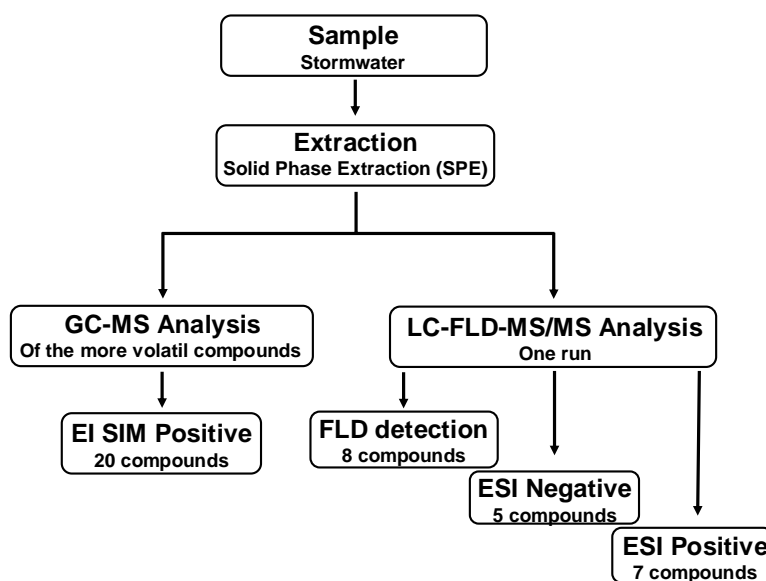 Sample
Stormwater
Extraction
Solid Phase Extraction (SPE)
GC-MS Analysis
Of the more volatil compounds
LC-FLD-MS/MS Analysis
One run
EI SIM Positive
20 compounds
FLD detection
8 compounds
ESI Negative
5 compounds
ESI Positive
7 compounds